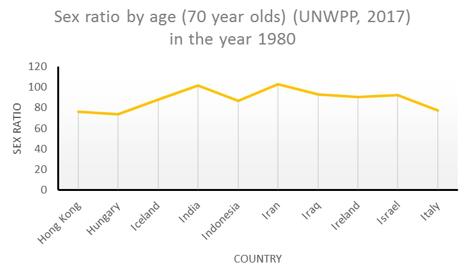 Sex ratio by age (70 year olds) (UNWPP, 2017)
in the year 1980
120
100
80
60
40
20
0
SEX RATIO
Hong Kong
Hungary
Iceland
India
Indonesia
Iran
Iraq
Ireland
Israel
Italy
COUNTRY